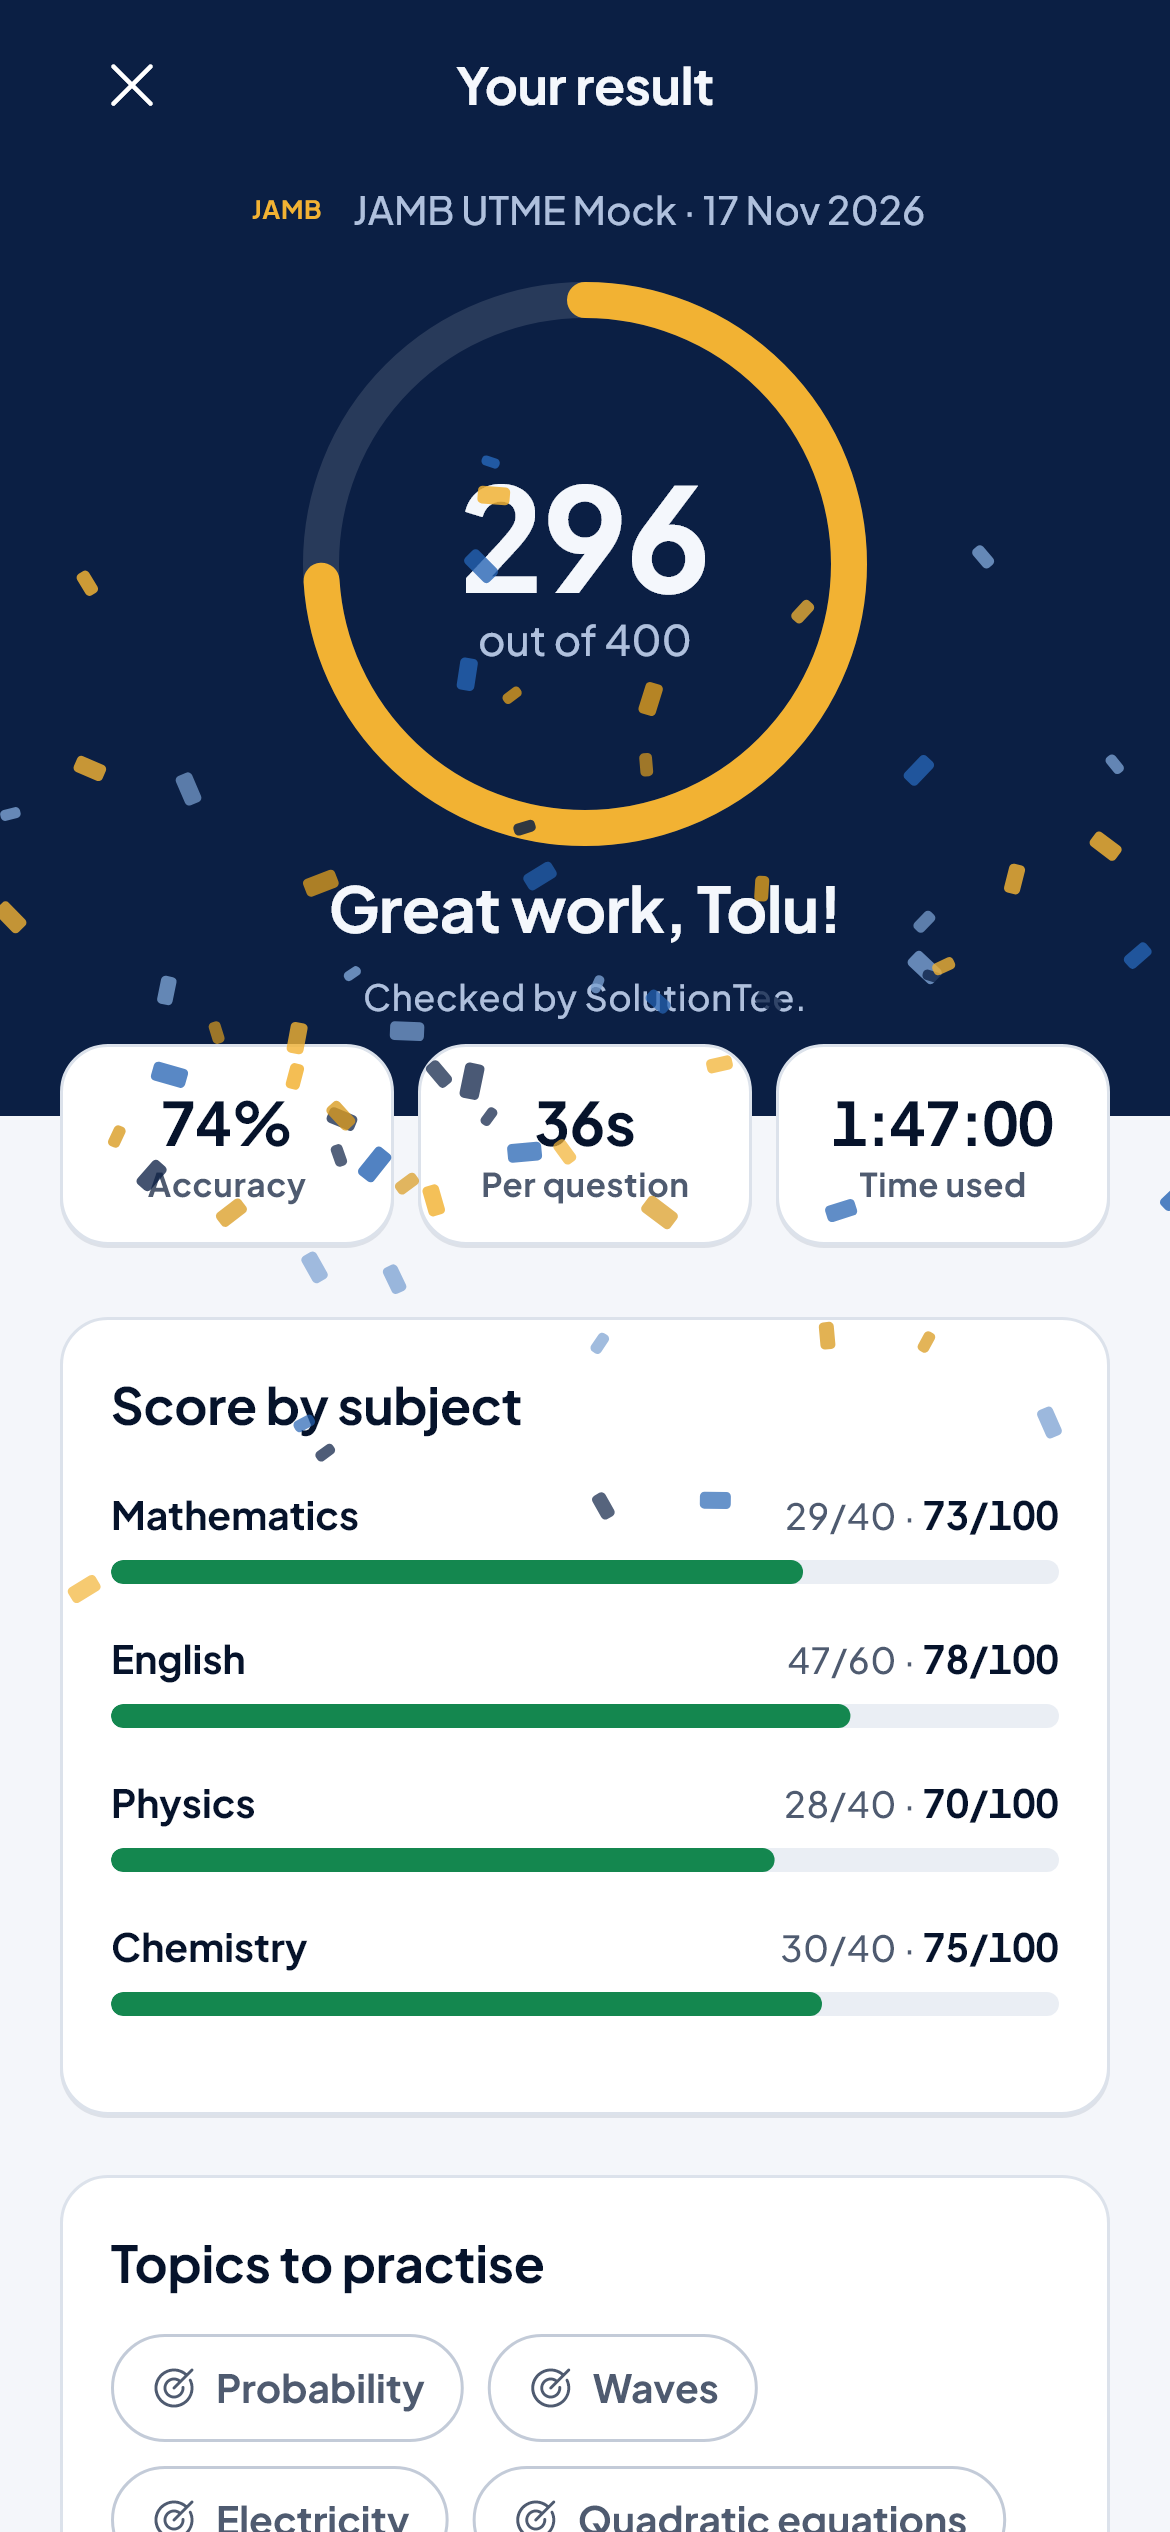 Your result
JAMB JAMB UTME Mock · 17 Nov 2026
296
out of 400
Great work, Tolu!
Checked by SolutionTee.
74% 36s 1:47:00
Accuracy Per question Time used
Score by subject
Mathematics 29/40 · 73/100
English 47/60 · 78/100
Physics 28/40 · 70/100
Chemistry 30/40 · 75/100
Topics to practise
Probability Waves
Electricity Quadratic equations